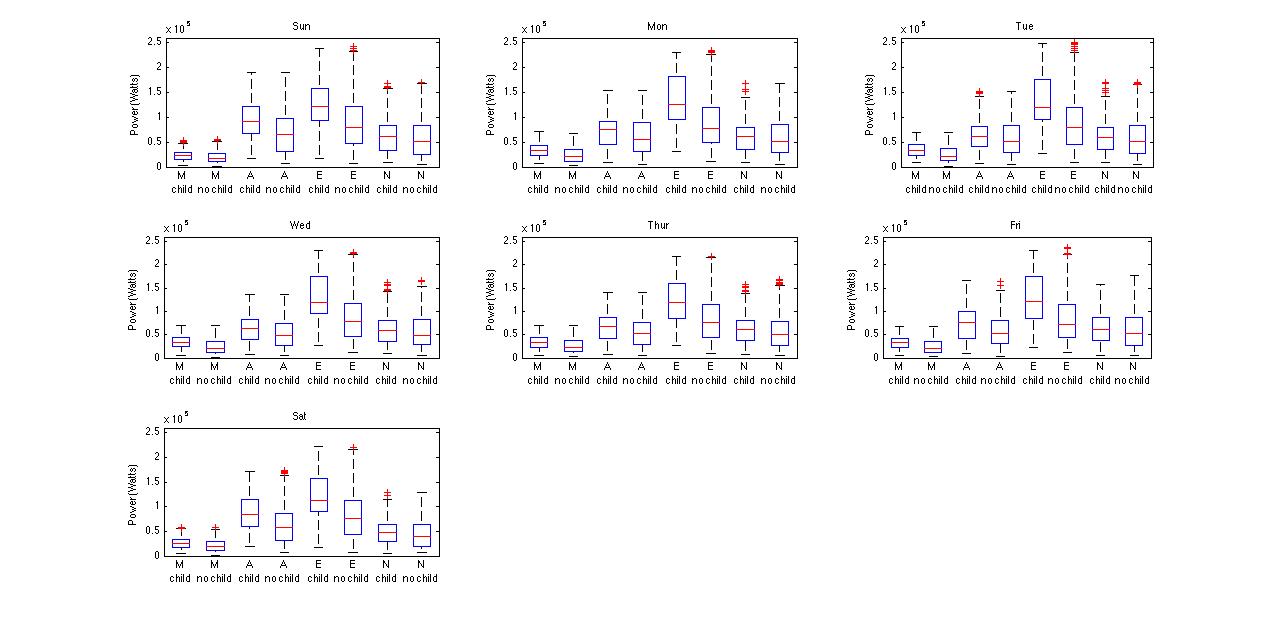 Sun Mon Tue
x 10^5 x 10^5 x 10^5
2.5 2.5 2.5
2 2 2
1.5 1.5 1.5
1 1 1
0.5 0.5 0.5
0 0 0
Power(Watts) Power(Watts) Power(Watts)
M M A A E E N N M M A A E E N N M M A A E E N N
child no child child no child child no child child no child child no child child no child child no child child no child child no child child no child child no child child no child
Wed Thur Fri
x 10^5 x 10^5 x 10^5
2.5 2.5 2.5
2 2 2
1.5 1.5 1.5
1 1 1
0.5 0.5 0.5
0 0 0
Power(Watts) Power(Watts) Power(Watts)
M M A A E E N N M M A A E E N N M M A A E E N N
child no child child no child child no child child no child child no child child no child child no child child no child child no child child no child child no child child no child
Sat
x 10^5
2.5
2
1.5
1
0.5
0
Power(Watts)
M M A A E E N N
child no child child no child child no child child no child